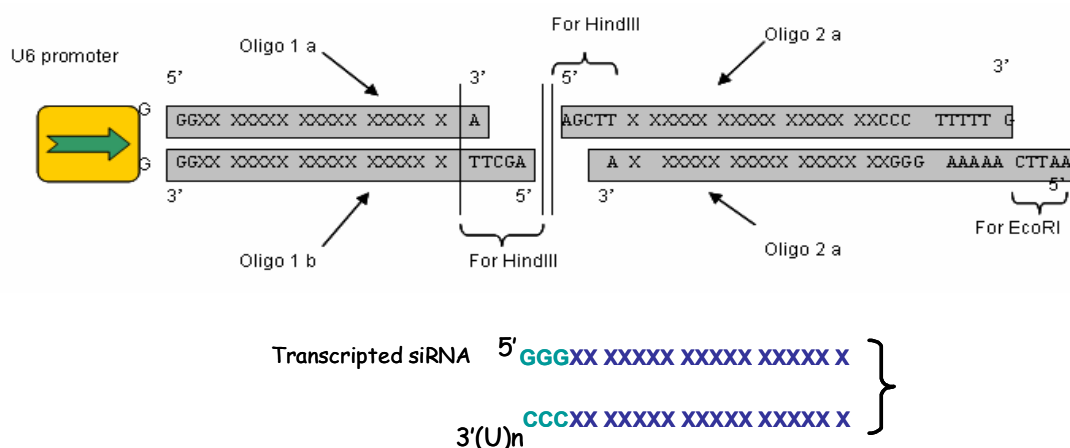 For HindIII
Oligo 1 a
Oligo 2 a
U6 promoter
5’
3’
5’
3’
G
GGXX XXXXX XXXXX XXXXX X A
AGCTT X XXXXX XXXXX XXXXX XXCCC TTTTT G
G
GGXX XXXXX XXXXX XXXXX X TTCGA
A X XXXXX XXXXX XXXXX XXGGG AAAAA CTTAA
3’
5’
3’
5’
For EcoRI
Oligo 1 b
For HindIII
Oligo 2 a
Transcripted siRNA 5’ GGGXX XXXXX XXXXX XXXXX X
CCCXX XXXXX XXXXX XXXXX X
3’(U)n